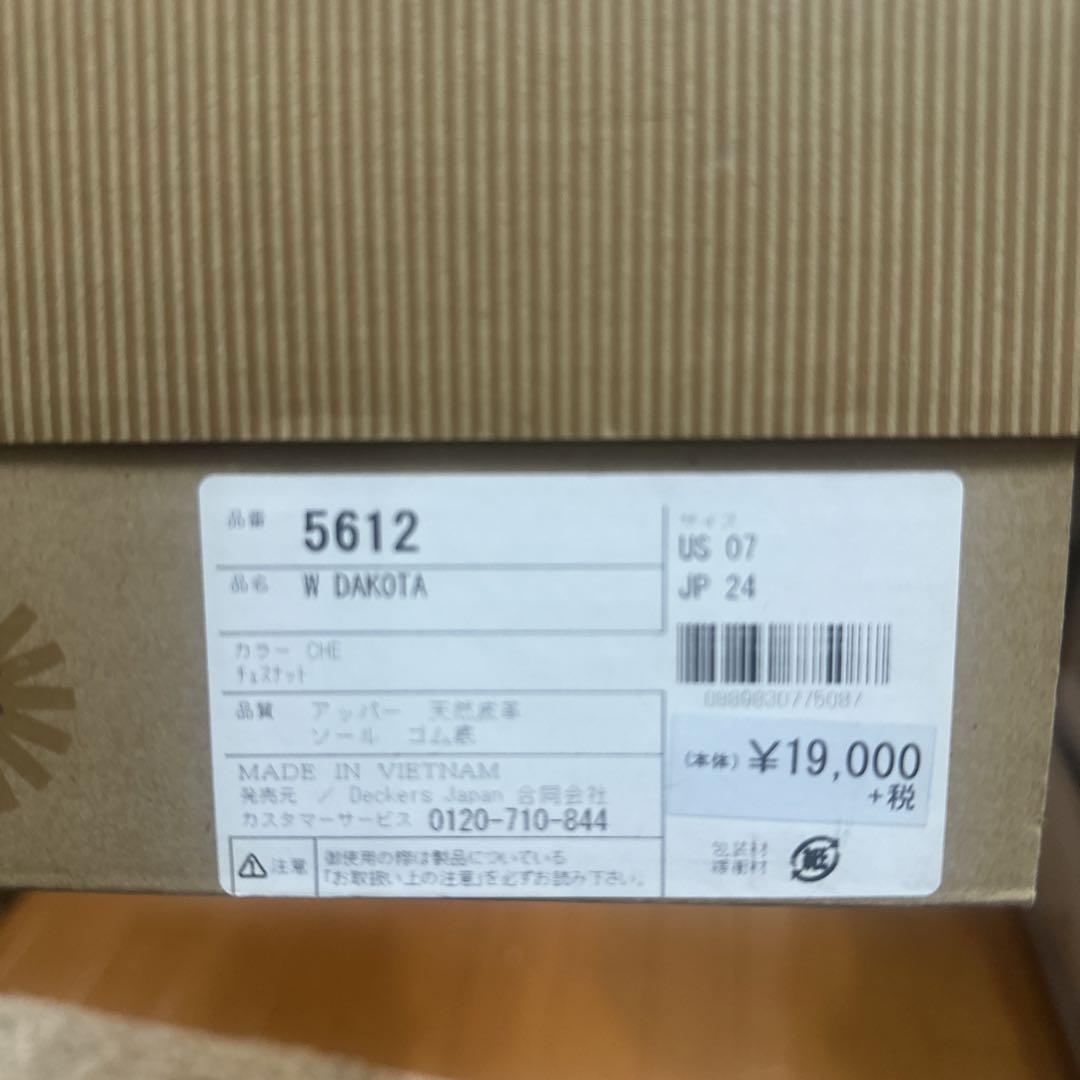 品番 5612
品名 W DAKOTA
カラー CHE
チェスナット
品質 アッパー 天然皮革
ソール ゴム底
MADE IN VIETNAM
発売元 / Deckers Japan 合同会社
カスタマーサービス 0120-710-844
注意
御使用の際は製品についている
「お取扱い上の注意」を必ずお読み下さい。
サイズ
US 07
JP 24
(本体) ¥19,000
+税
包装材
緩衝材
紙